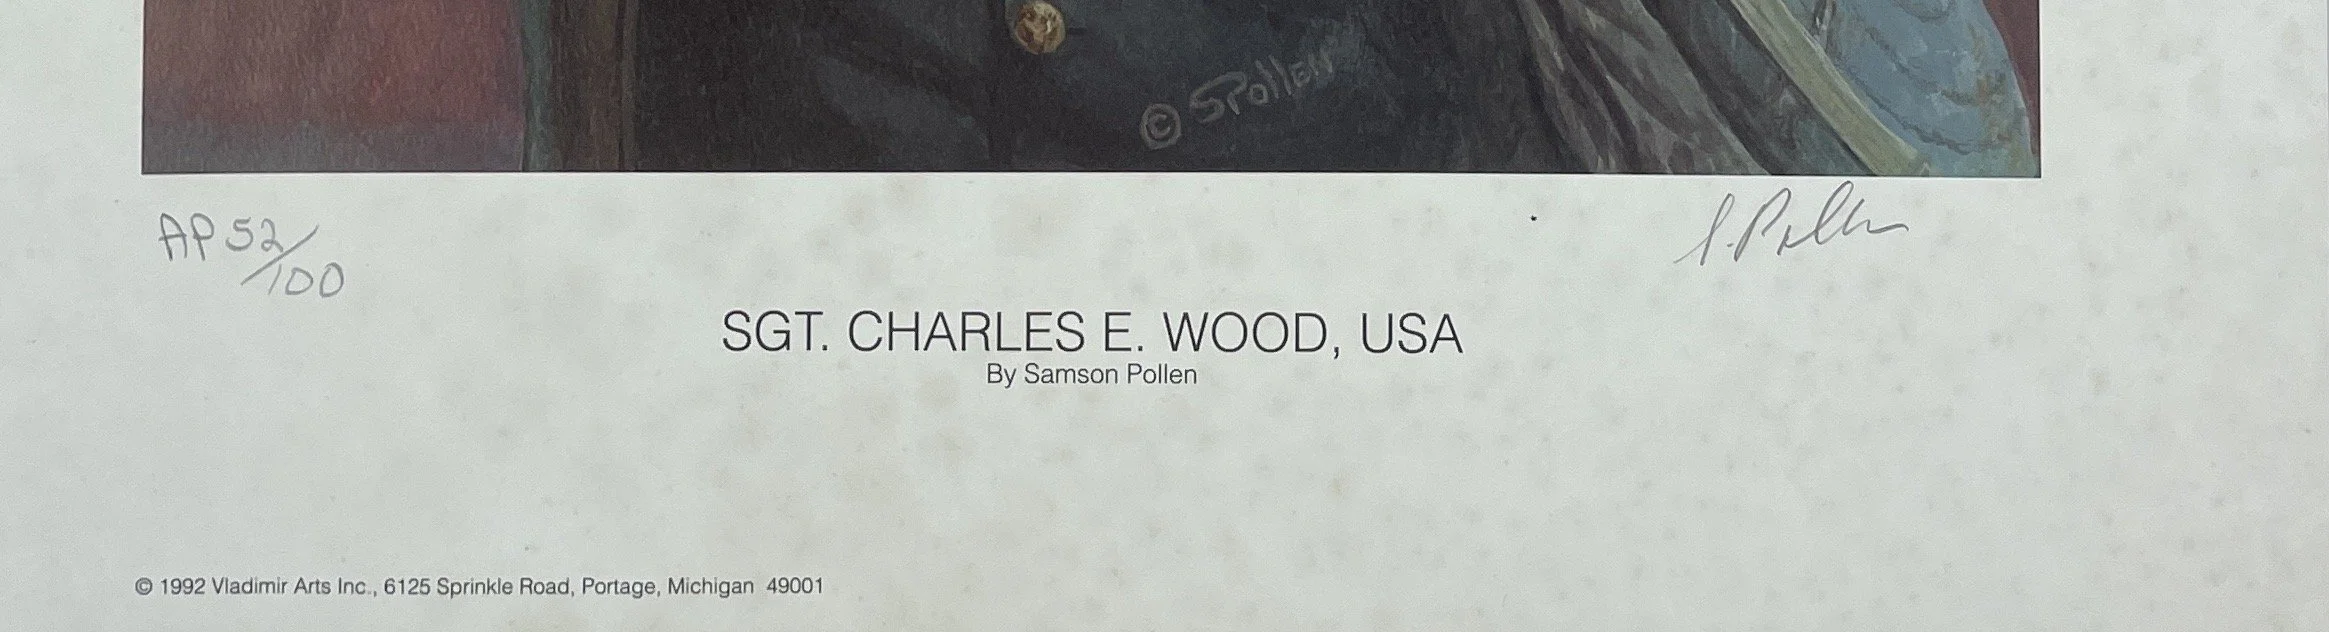 © SPollen
AP 52/100
S. Pollen
SGT. CHARLES E. WOOD, USA
By Samson Pollen
© 1992 Vladimir Arts Inc., 6125 Sprinkle Road, Portage, Michigan 49001